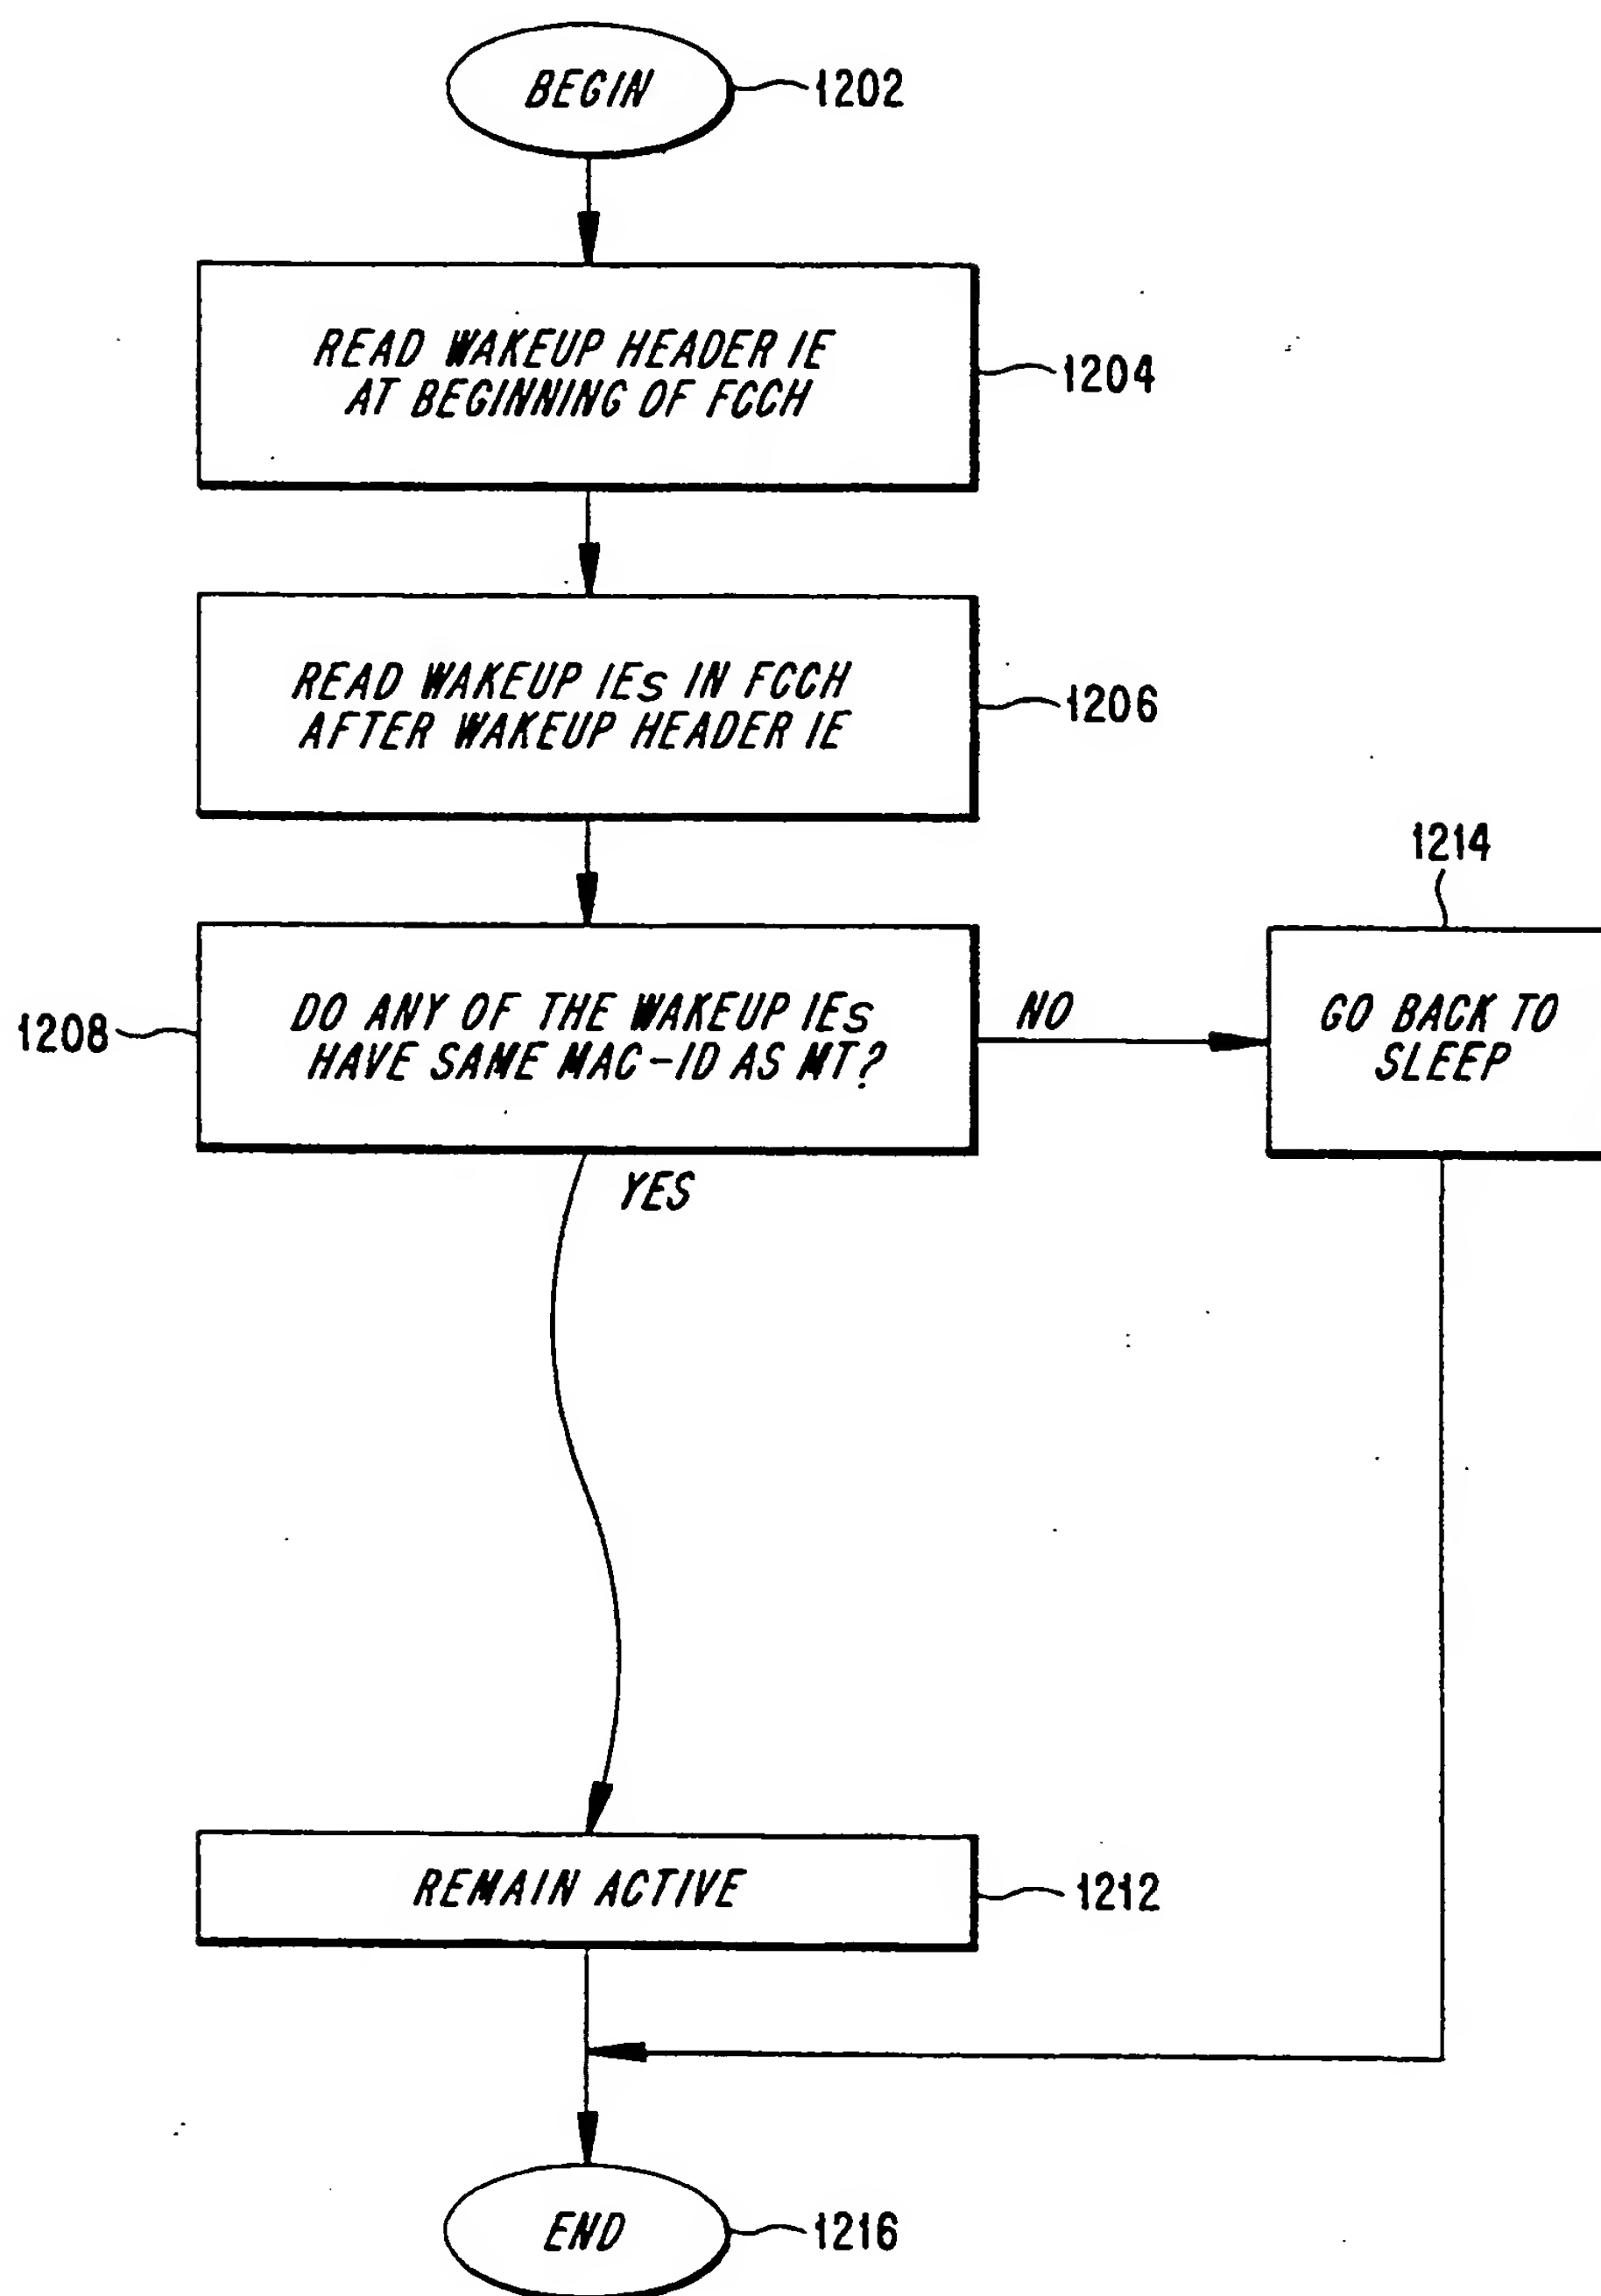 BEGIN
1202
READ WAKEUP HEADER IE
AT BEGINNING OF FCCH
1204
READ WAKEUP IEs IN FCCH
AFTER WAKEUP HEADER IE
1206
1214
1208
DO ANY OF THE WAKEUP IEs
HAVE SAME MAC-ID AS MT?
NO
GO BACK TO
SLEEP
YES
REMAIN ACTIVE
1212
END
1216